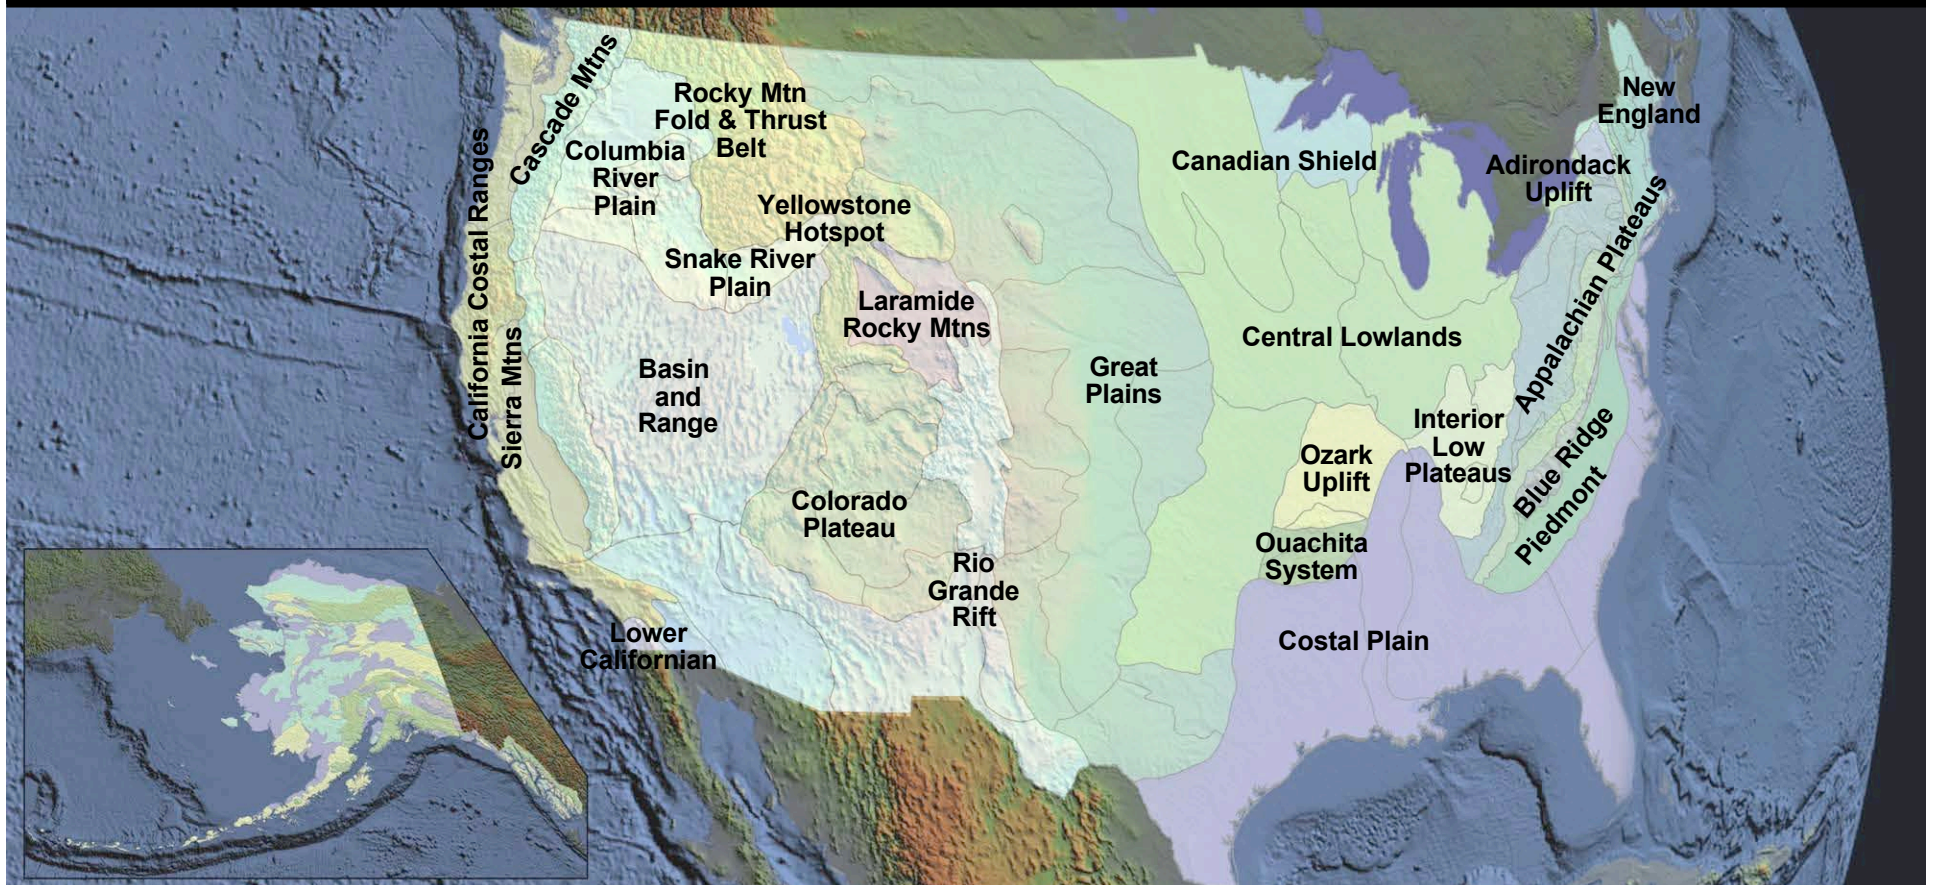 Cascade Mtns
Rocky Mtn
Fold & Thrust
Belt
New
England
California Costal Ranges
Columbia
River
Plain
Canadian Shield
Adirondack
Uplift
Yellowstone
Hotspot
Snake River
Plain
Appalachian Plateaus
Laramide
Rocky Mtns
Central Lowlands
Sierra Mtns
Basin
and
Range
Great
Plains
Interior
Low
Plateaus
Ozark
Uplift
Blue Ridge
Piedmont
Colorado
Plateau
Ouachita
System
Rio
Grande
Rift
Lower
Californian
Costal Plain